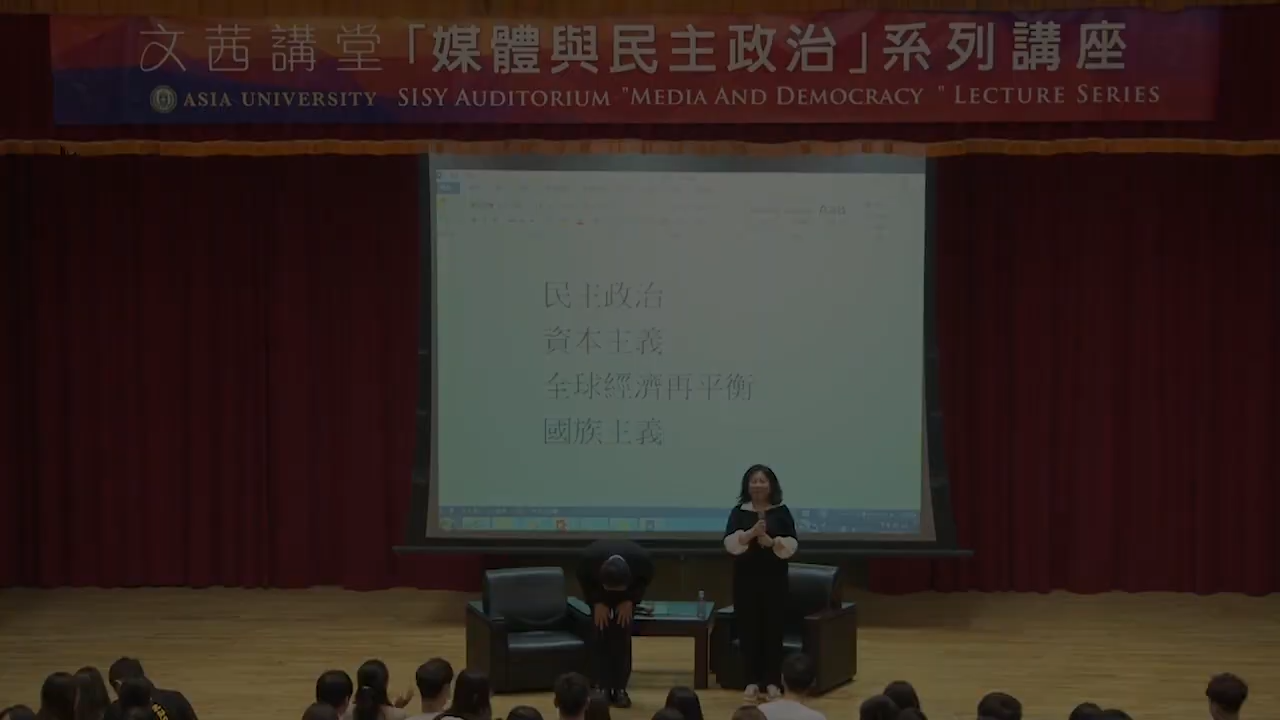 文茜講堂「媒體與民主政治」系列講座
ASIA UNIVERSITY SISY AUDITORIUM "MEDIA AND DEMOCRACY " LECTURE SERIES
民主政治
資本主義
全球經濟再平衡
國族主義